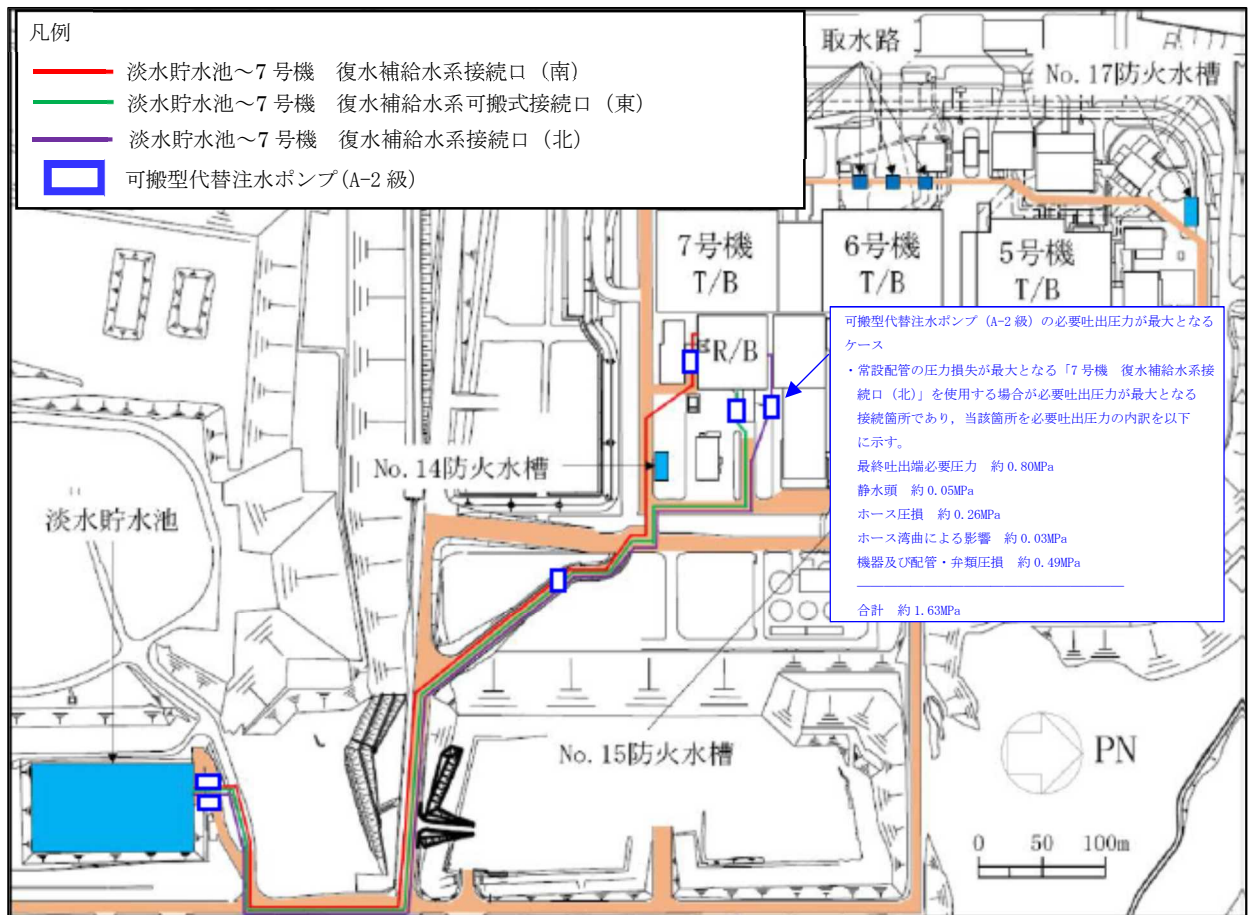 凡例
淡水貯水池～7 号機　復水補給水系接続口（南）
淡水貯水池～7 号機　復水補給水系可搬式接続口（東）
淡水貯水池～7 号機　復水補給水系接続口（北）
可搬型代替注水ポンプ(A-2 級)
取水路
No. 17防火水槽
7号機
T/B
6号機
T/B
5号機
T/B
R/B
可搬型代替注水ポンプ（A-2 級）の必要吐出圧力が最大となる
ケース
・常設配管の圧力損失が最大となる「7 号機　復水補給水系接
続口（北）」を使用する場合が必要吐出圧力が最大となる
接続箇所であり，当該箇所を必要吐出圧力の内訳を以下
に示す。
最終吐出端必要圧力　約 0.80MPa
静水頭　約 0.05MPa
ホース圧損　約 0.26MPa
ホース湾曲による影響　約 0.03MPa
機器及び配管・弁類圧損　約 0.49MPa
合計　約 1.63MPa
No. 14防火水槽
淡水貯水池
No. 15防火水槽
PN
0　50　100m